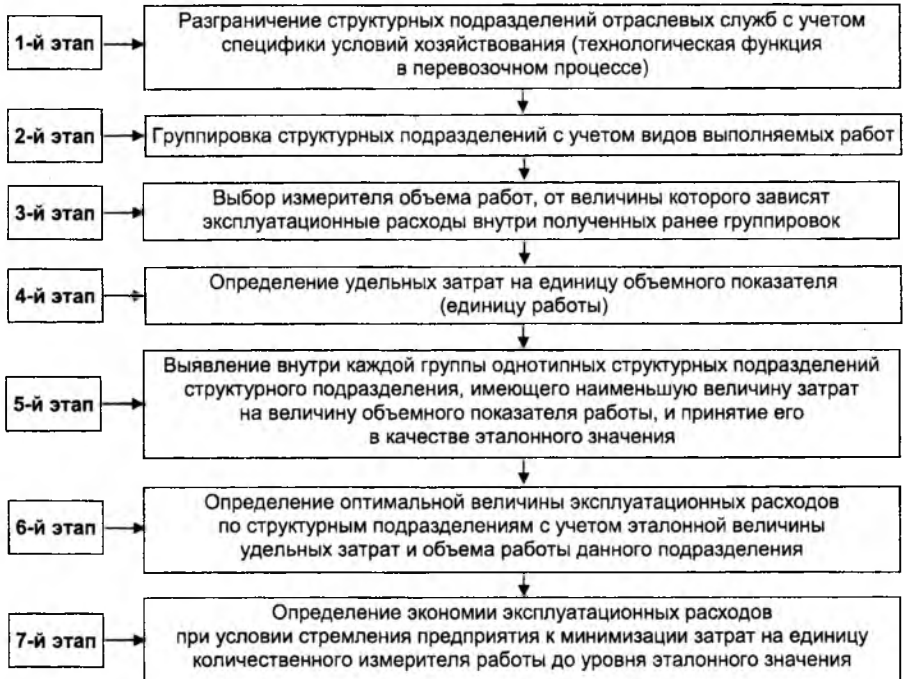 1-й этап
Разграничение структурных подразделений отраслевых служб с учетом
специфики условий хозяйствования (технологическая функция
в перевозочном процессе)
2-й этап
Группировка структурных подразделений с учетом видов выполняемых работ
3-й этап
Выбор измерителя объема работ, от величины которого зависят
эксплуатационные расходы внутри полученных ранее группировок
4-й этап
Определение удельных затрат на единицу объемного показателя
(единицу работы)
5-й этап
Выявление внутри каждой группы однотипных структурных подразделений
структурного подразделения, имеющего наименьшую величину затрат
на величину объемного показателя работы, и принятие его
в качестве эталонного значения
6-й этап
Определение оптимальной величины эксплуатационных расходов
по структурным подразделениям с учетом эталонной величины
удельных затрат и объема работы данного подразделения
7-й этап
Определение экономии эксплуатационных расходов
при условии стремления предприятия к минимизации затрат на единицу
количественного измерителя работы до уровня эталонного значения